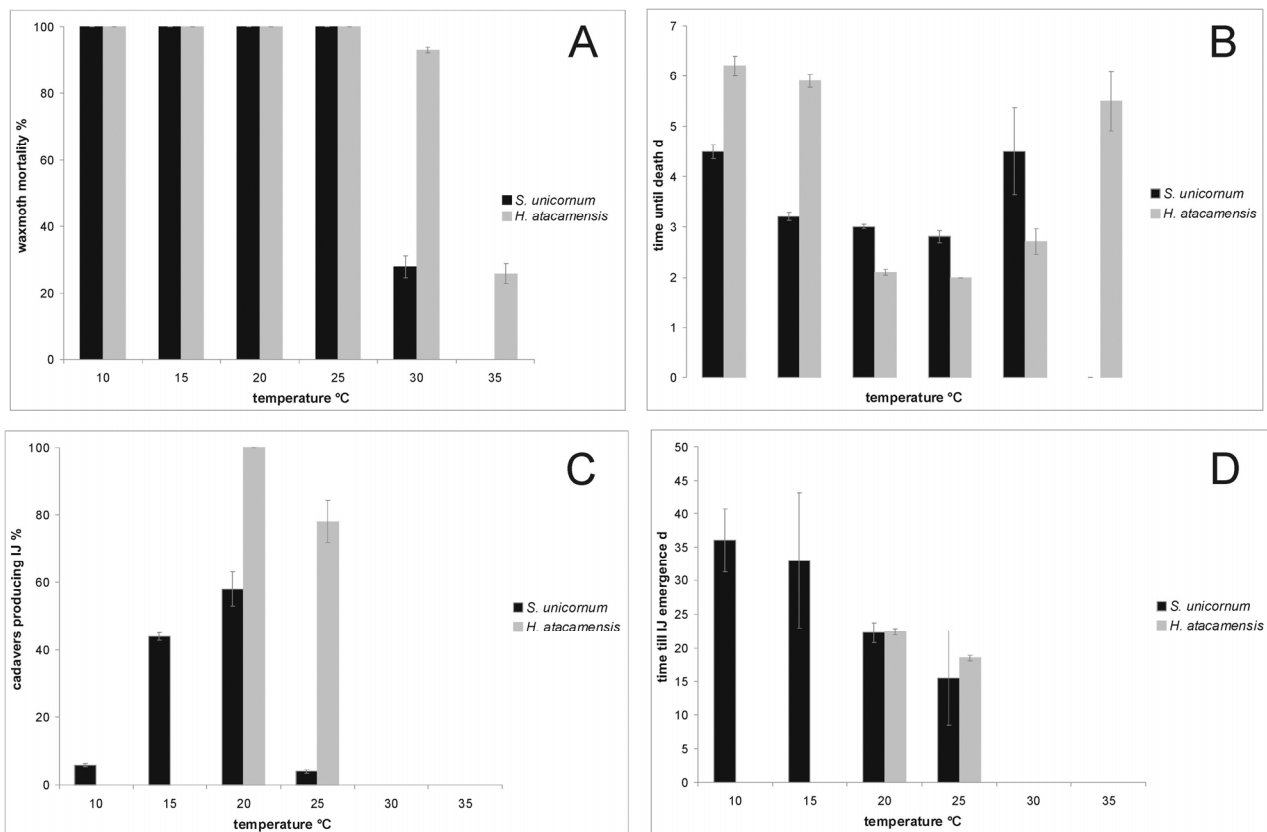 A
waxmoth mortality %
100
80
60
40
20
0
10 15 20 25 30 35
temperature °C
S. unicornum
H. atacamensis
B
time until death d
7
6
5
4
3
2
1
0
temperature °C
S. unicornum
H. atacamensis
C
cadavers producing IJ %
100
80
60
40
20
0
10 15 20 25 30 35
temperature °C
S. unicornum
H. atacamensis
D
time till IJ emergence d
50
45
40
35
30
25
20
15
10
5
0
10 15 20 25 30 35
temperature °C
S. unicornum
H. atacamensis